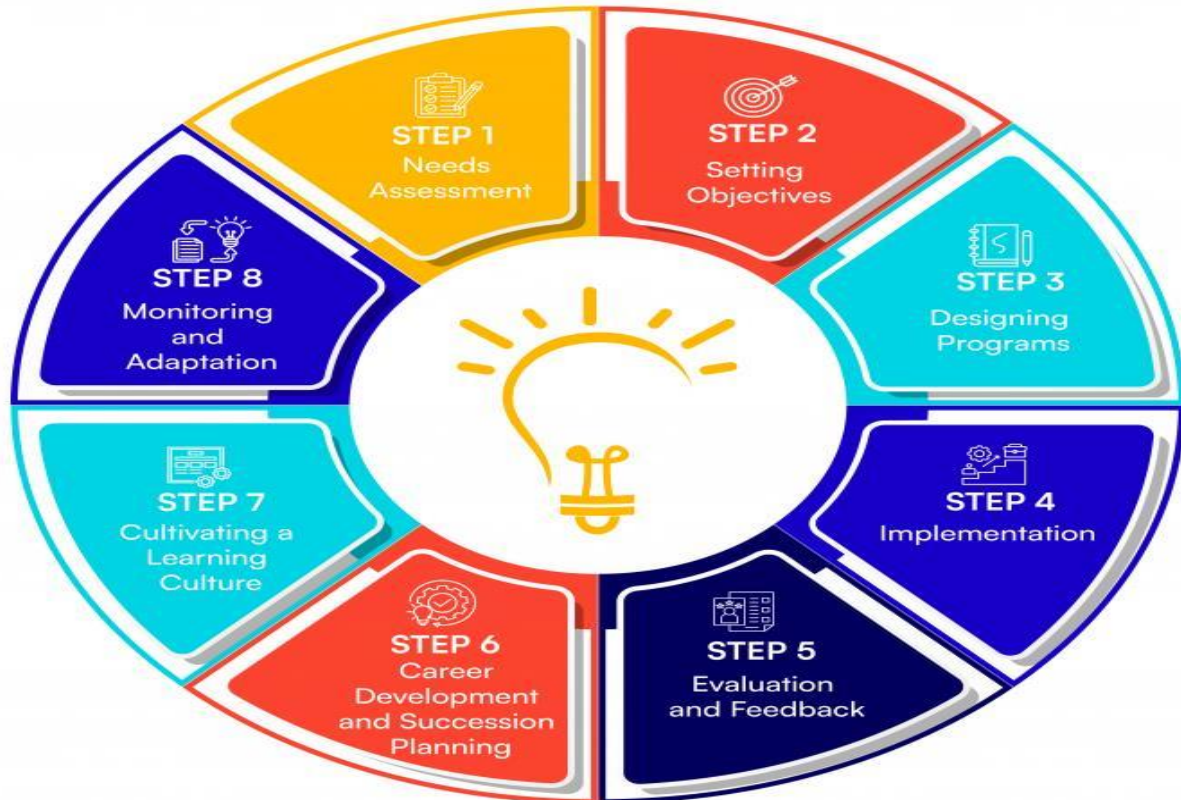 STEP 1
Needs
Assessment
STEP 2
Setting
Objectives
STEP 3
Designing
Programs
STEP 4
Implementation
STEP 5
Evaluation
and Feedback
STEP 6
Career
Development
and Succession
Planning
STEP 7
Cultivating a
Learning
Culture
STEP 8
Monitoring
and
Adaptation